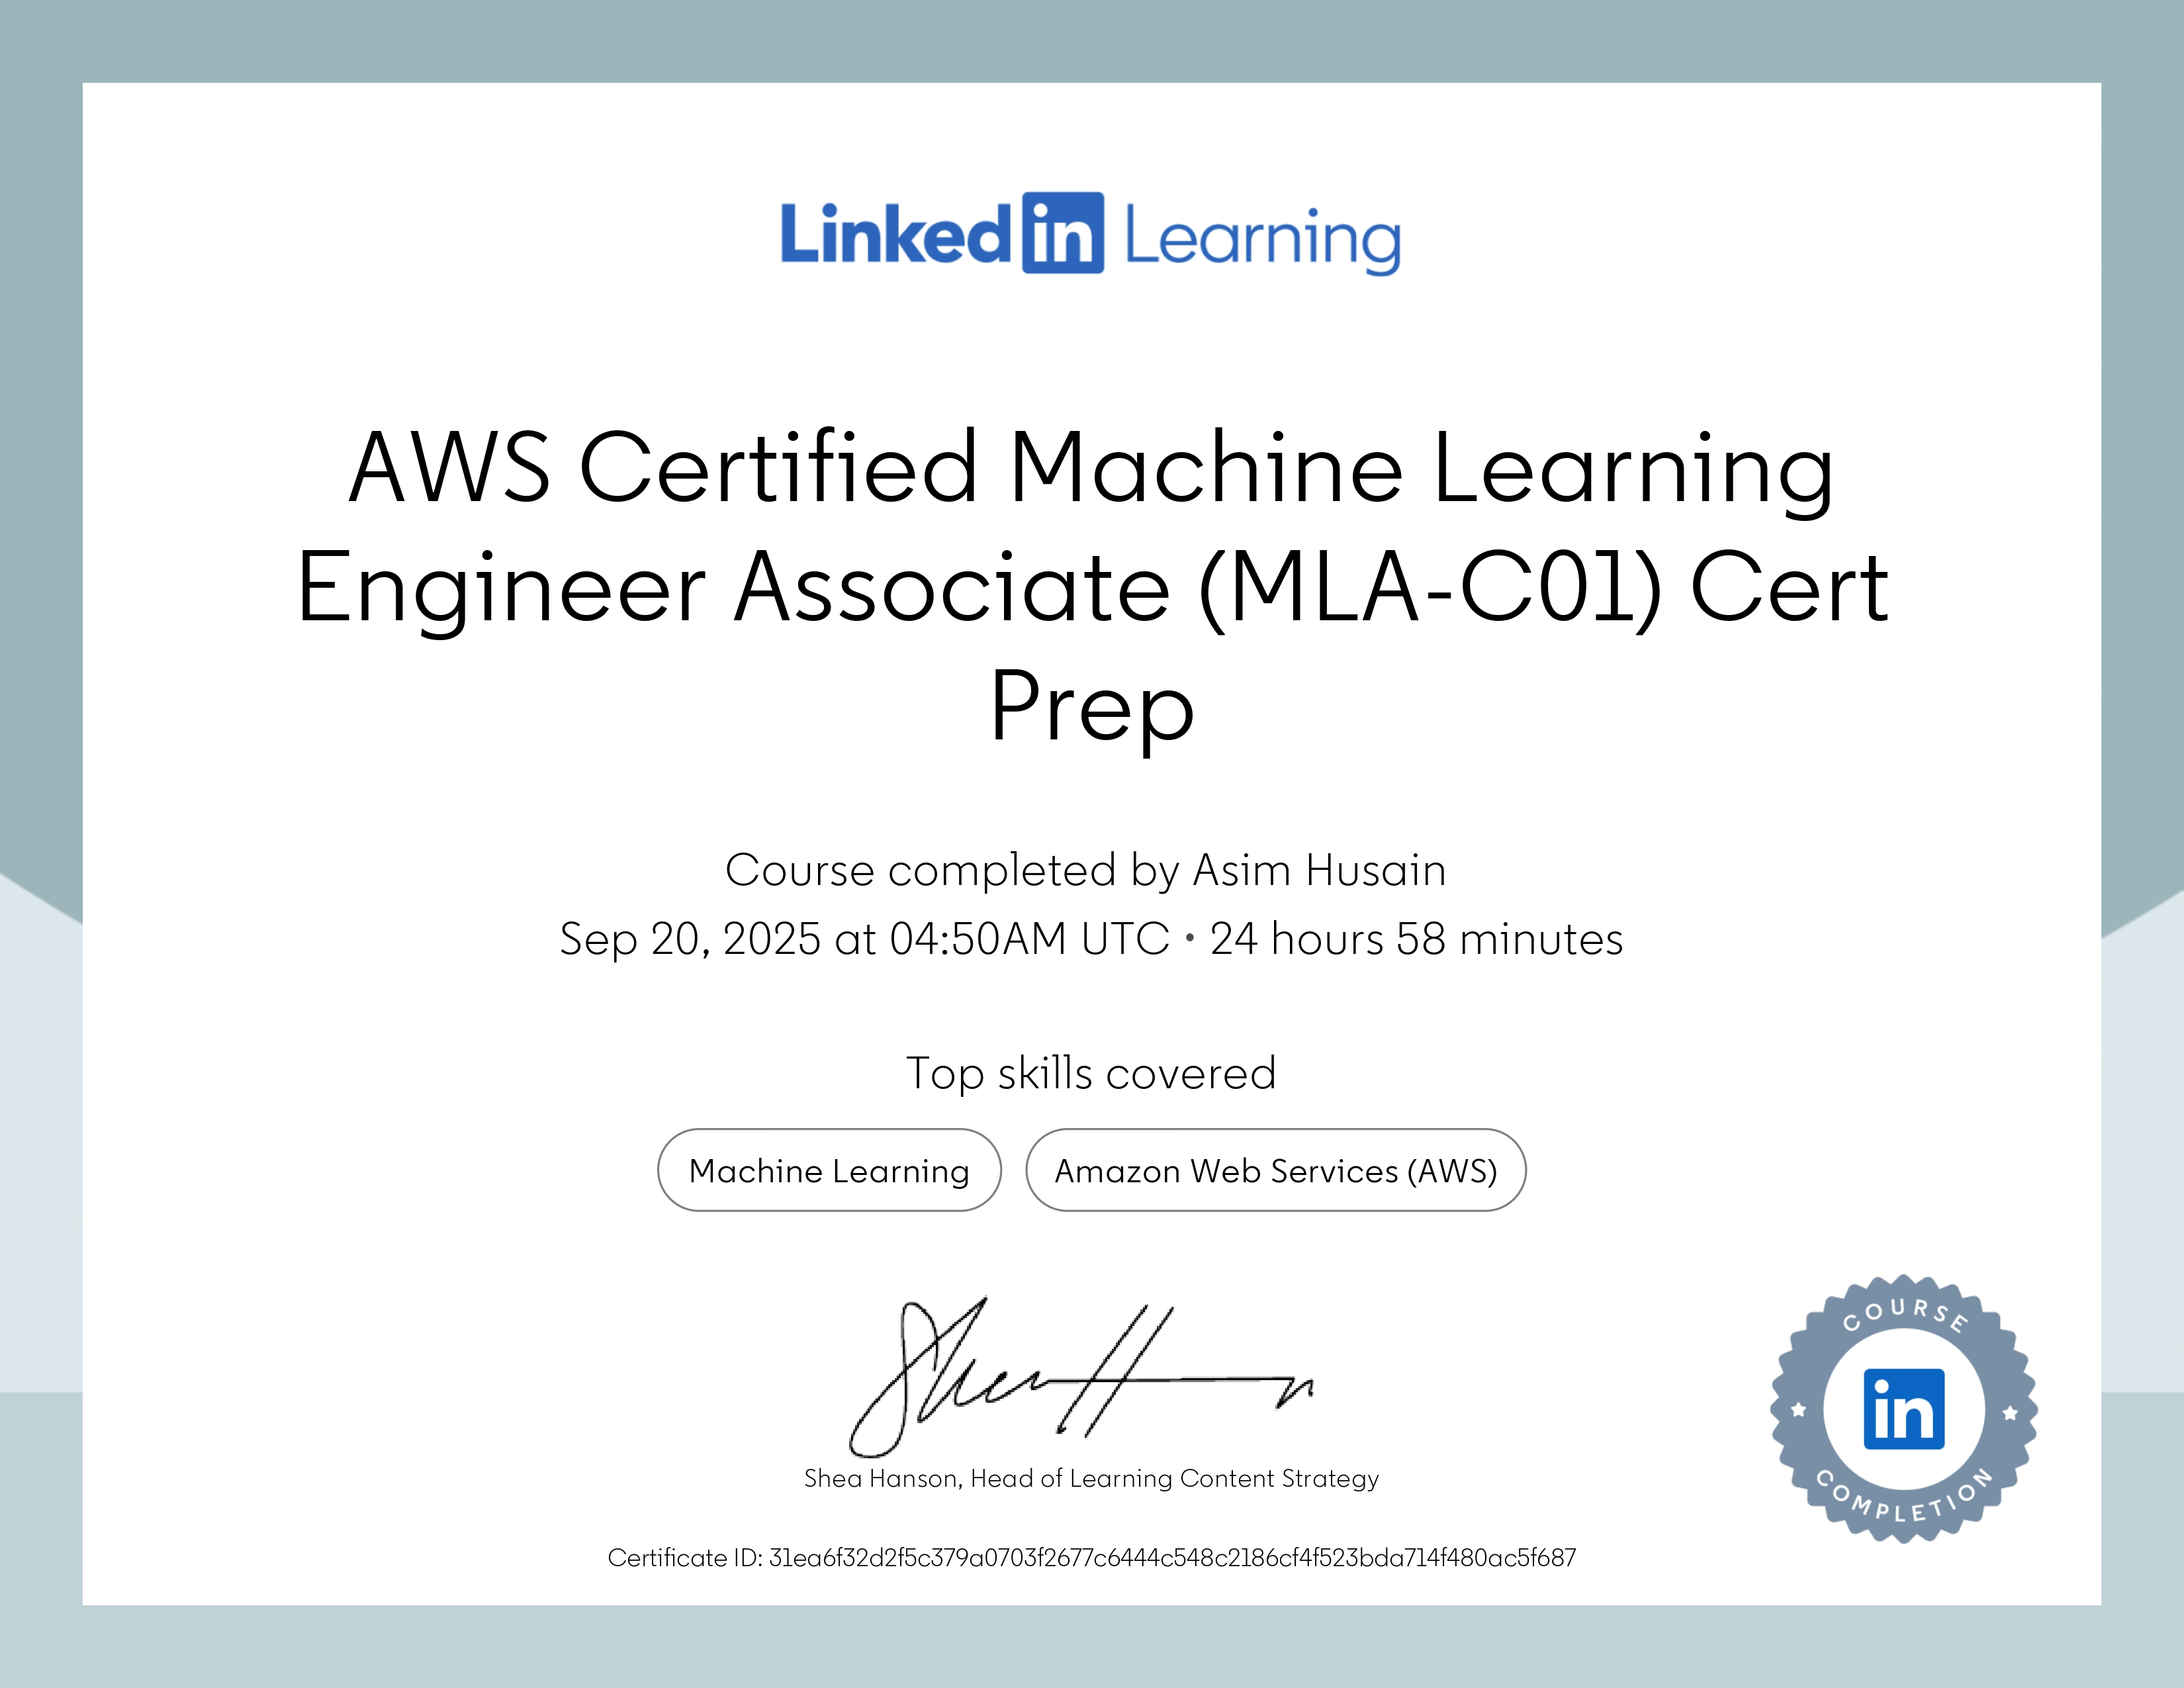 Linked in Learning
AWS Certified Machine Learning
Engineer Associate (MLA-C01) Cert
Prep
Course completed by Asim Husain
Sep 20, 2025 at 04:50AM UTC • 24 hours 58 minutes
Top skills covered
Machine Learning
Amazon Web Services (AWS)
Shea Hanson, Head of Learning Content Strategy
COURSE
in
COMPLETION
Certificate ID: 31ea6f32d2f5c379a0703f2677c6444c548c2186cf4f523bda714f480ac5f687